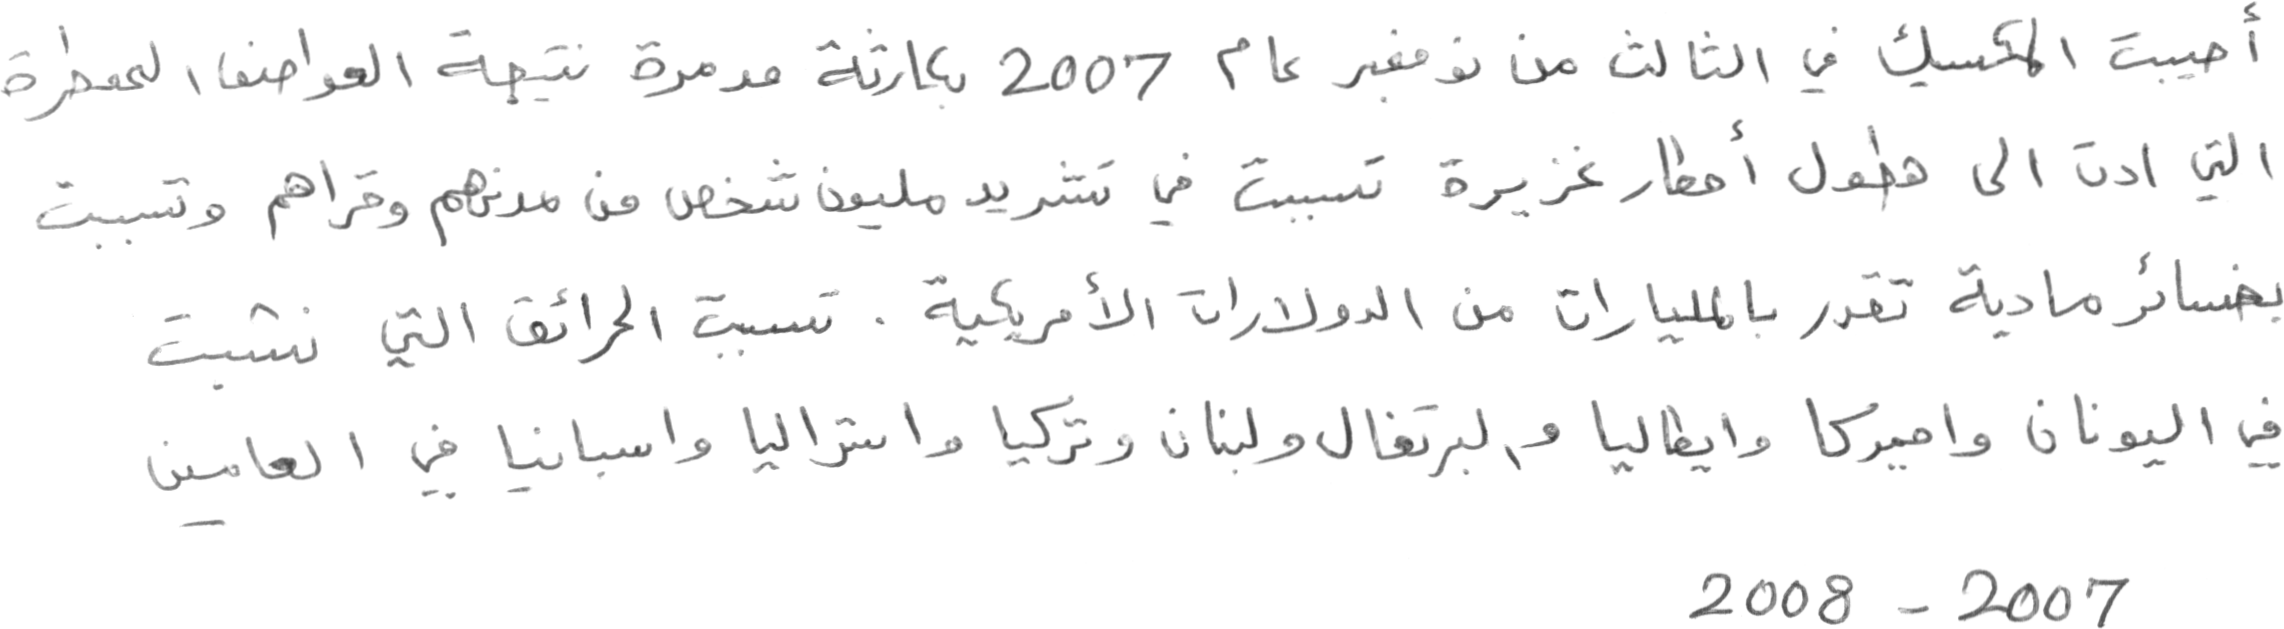 أصيبت المكسيك في الثالث من نوفمبر عام 2007 بكارثة مدمرة نتيجة العواصف الممطرة
التي ادت الى هطول أمطار غزيرة تسببت في تشريد مليون شخص من مدنهم وقراهم وتسببت
بخسائر مادية تقدر بالمليارات من الدولارات الأمريكية . تسببت الحرائق التي نشبت
في اليونان واميركا وايطاليا والبرتغال ولبنان وتركيا واستراليا واسبانيا في العامين
2007 - 2008